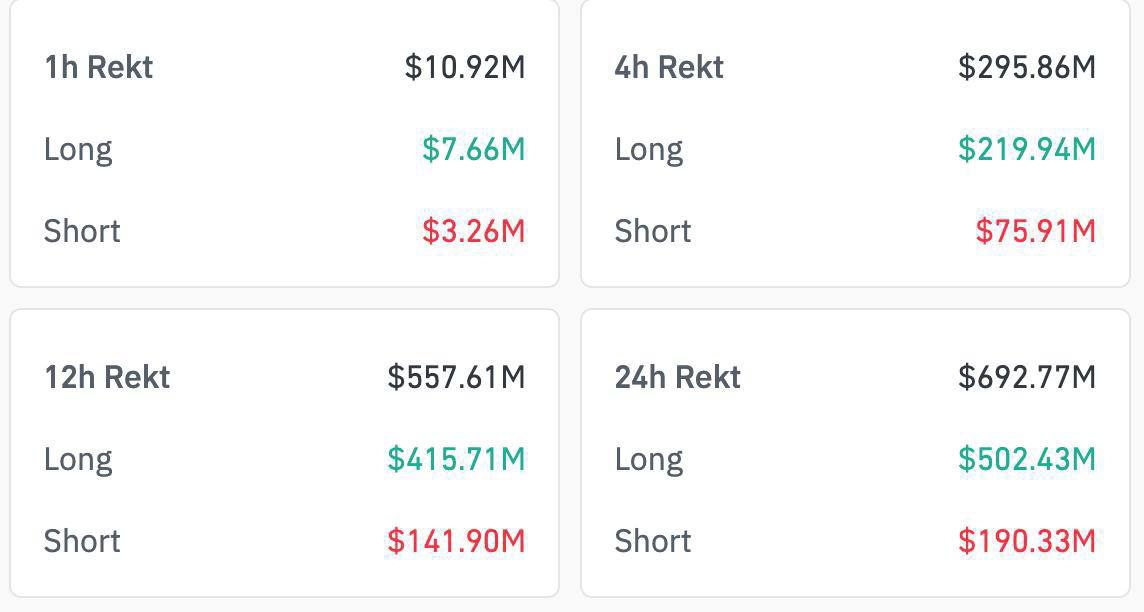 1h Rekt $10.92M
Long $7.66M
Short $3.26M
4h Rekt $295.86M
Long $219.94M
Short $75.91M
12h Rekt $557.61M
Long $415.71M
Short $141.90M
24h Rekt $692.77M
Long $502.43M
Short $190.33M